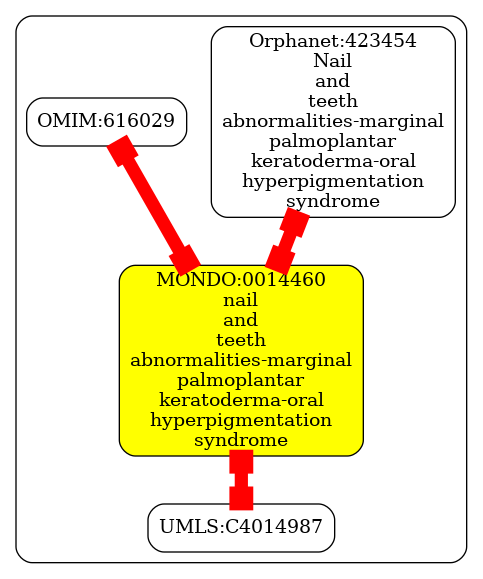 Orphanet:423454
Nail
and
teeth
abnormalities-marginal
palmoplantar
keratoderma-oral
hyperpigmentation
syndrome
OMIM:616029
MONDO:0014460
nail
and
teeth
abnormalities-marginal
palmoplantar
keratoderma-oral
hyperpigmentation
syndrome
UMLS:C4014987